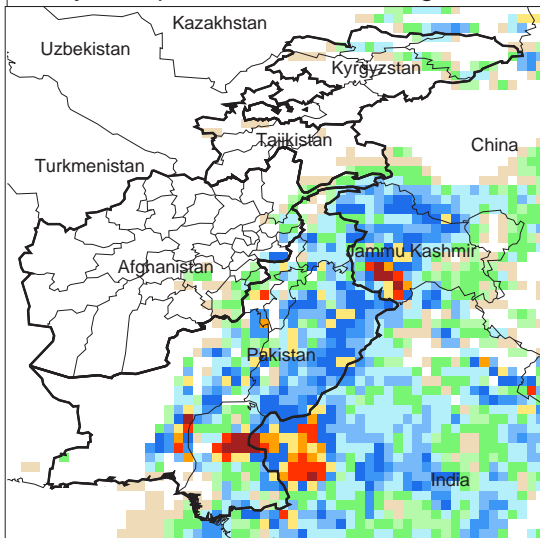 Kazakhstan
Uzbekistan
Kyrgyzstan
Tajikistan
China
Turkmenistan
Jammu Kashmir
Afghanistan
Pakistan
India